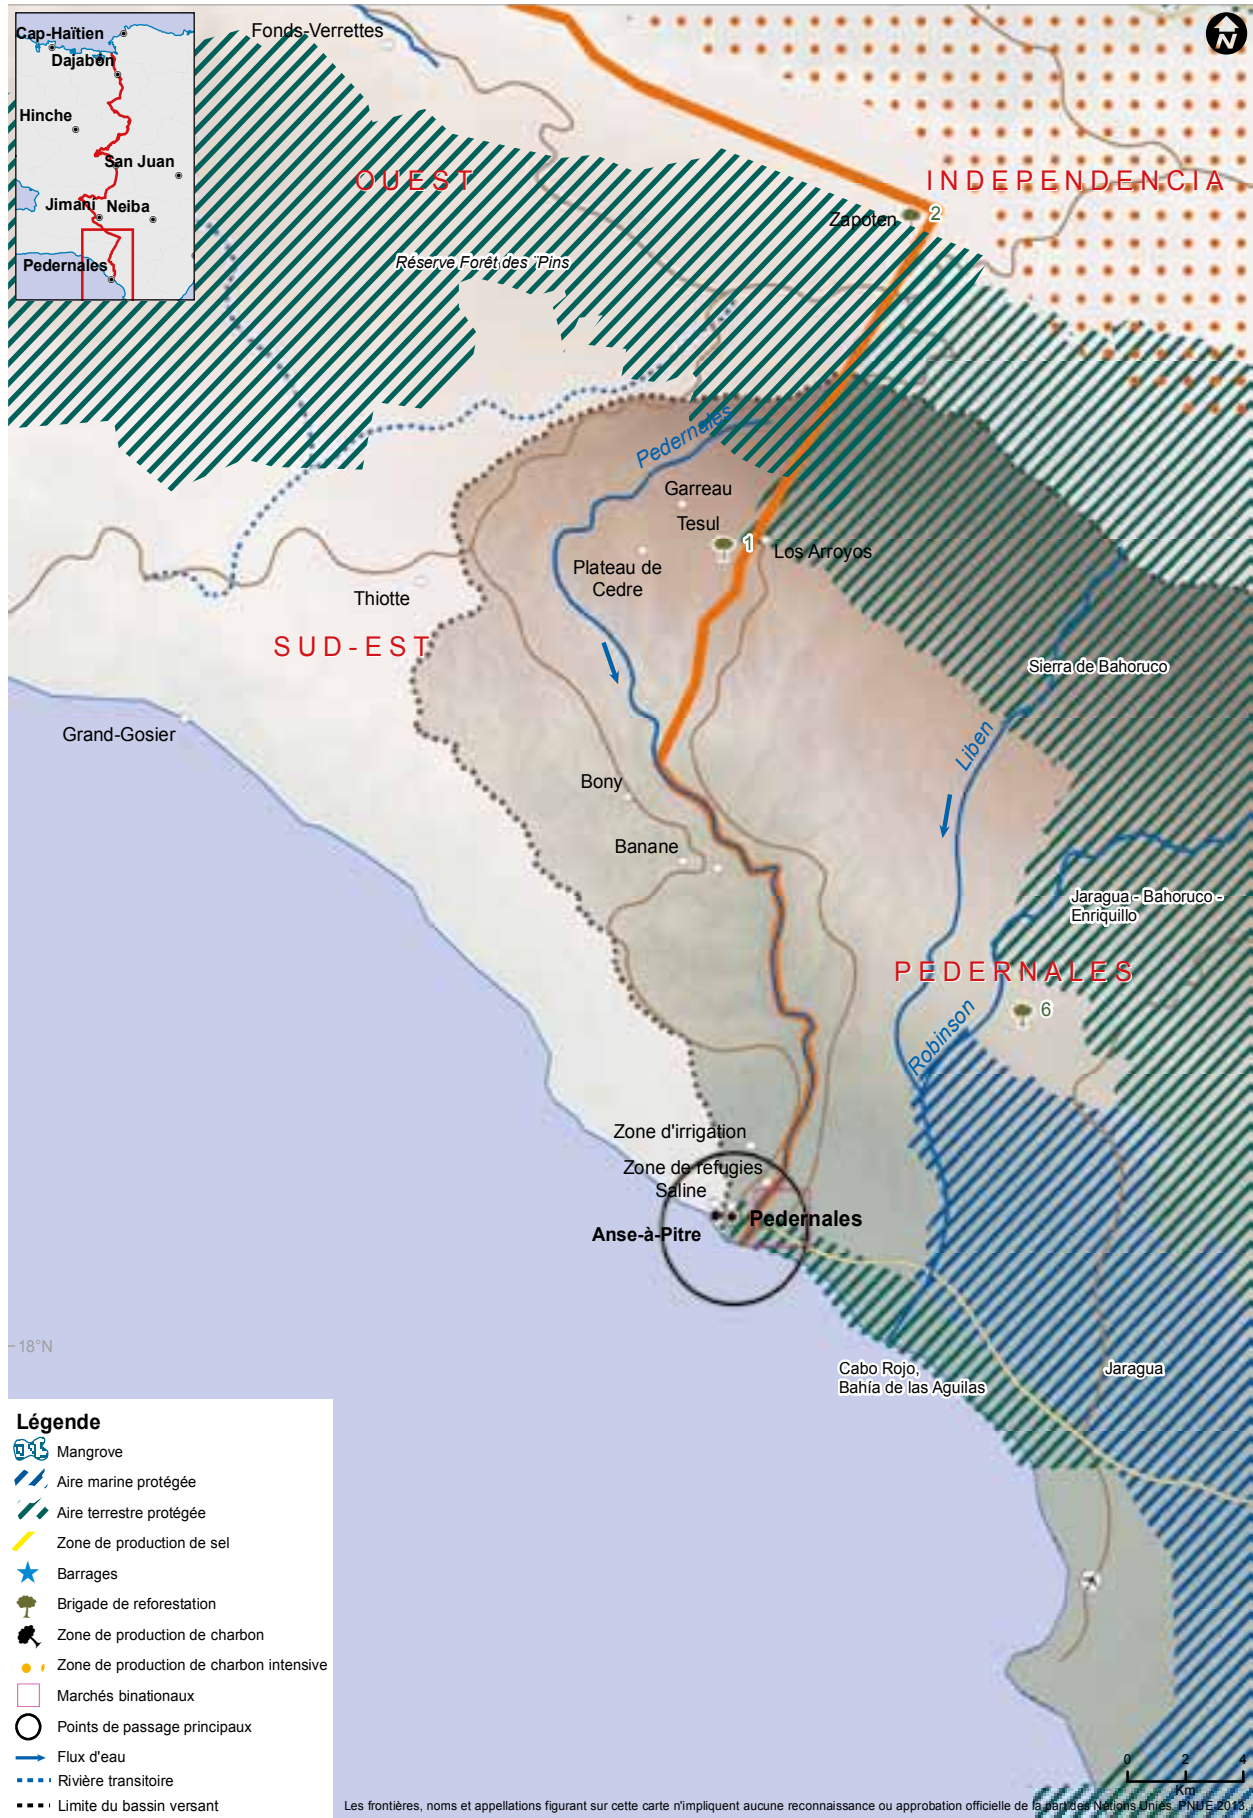 Cap-Haïtien
Dajabón
Hinche
San Juan
Jimaní
Neiba
Pedernales
Fonds-Verrettes
N
OUEST
INDEPENDENCIA
Zapoten
2
Réserve Forêt des ¨Pins
Pedernales
Garreau
Tesul
1
Los Arroyos
Plateau de
Cedre
Thiotte
SUD-EST
Sierra de Bahoruco
Grand-Gosier
Liben
Bony
Banane
Jaragua - Bahoruco -
Enriquillo
PEDERNALES
6
Robinson
Zone d'irrigation
Zone de refugies
Saline
Pedernales
Anse-à-Pitre
18°N
Cabo Rojo,
Bahía de las Aguilas
Jaragua
Légende
Mangrove
Aire marine protégée
Aire terrestre protégée
Zone de production de sel
Barrages
Brigade de reforestation
Zone de production de charbon
Zone de production de charbon intensive
Marchés binationaux
Points de passage principaux
Flux d'eau
Rivière transitoire
Limite du bassin versant
0 2 4
Km
Les frontières, noms et appellations figurant sur cette carte n'impliquent aucune reconnaissance ou approbation officielle de la part des Nations Unies. PNUE-2013